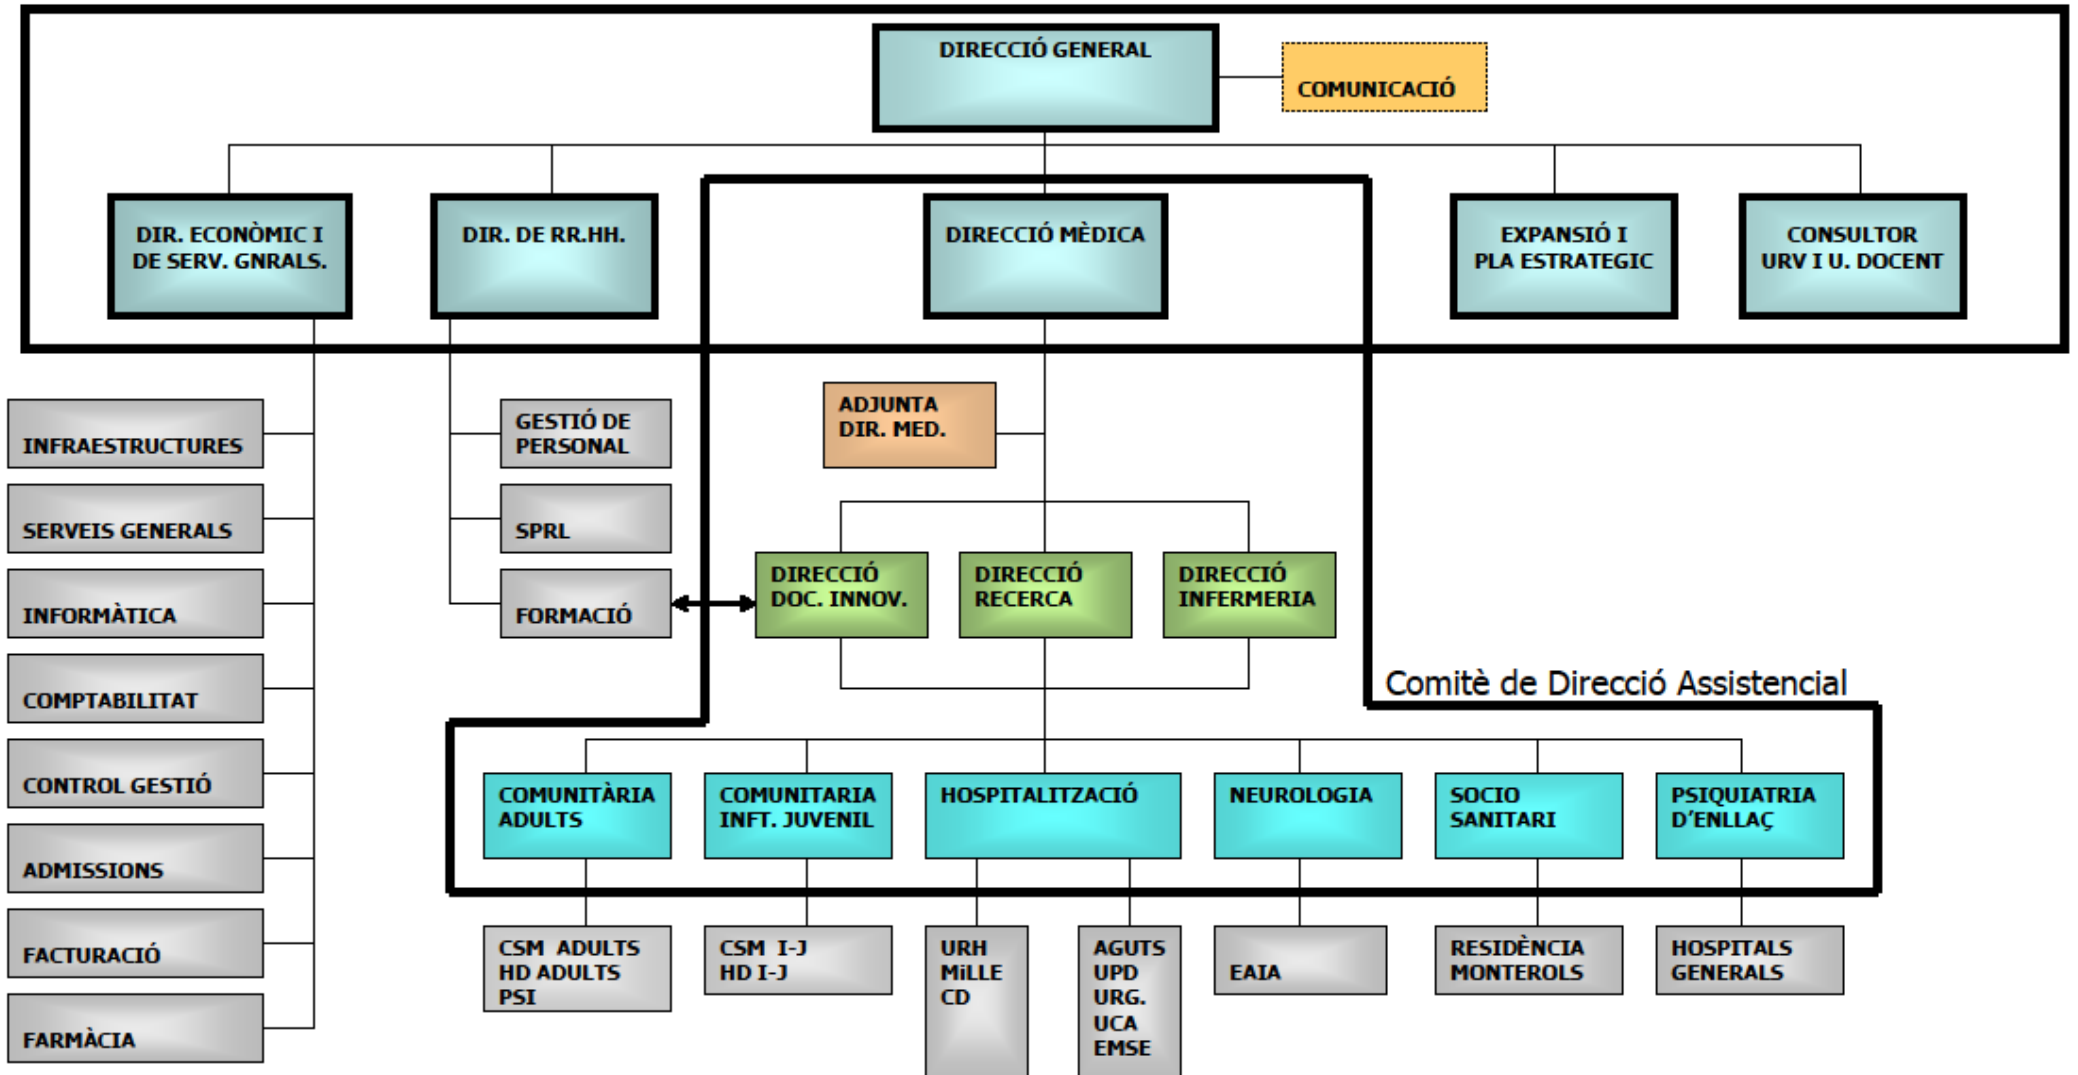 DIRECCIÓ GENERAL
COMUNICACIÓ
DIR. ECONÒMIC I
DE SERV. GNRALS.
DIR. DE RR.HH.
DIRECCIÓ MÈDICA
EXPANSIÓ I
PLA ESTRATEGIC
CONSULTOR
URV I U. DOCENT
INFRAESTRUCTURES
SERVEIS GENERALS
INFORMÀTICA
COMPTABILITAT
CONTROL GESTIÓ
ADMISSIONS
FACTURACIÓ
FARMÀCIA
GESTIÓ DE
PERSONAL
SPRL
FORMACIÓ
ADJUNTA
DIR. MED.
DIRECCIÓ
DOC. INNOV.
DIRECCIÓ
RECERCA
DIRECCIÓ
INFERMERIA
Comitè de Direcció Assistencial
COMUNITÀRIA
ADULTS
COMUNITARIA
INFT. JUVENIL
HOSPITALITZACIÓ
NEUROLOGIA
SOCIO
SANITARI
PSIQUIATRIA
D'ENLLAÇ
CSM ADULTS
HD ADULTS
PSI
CSM I-J
HD I-J
URH
MiLLE
CD
AGUTS
UPD
URG.
UCA
EMSE
EAIA
RESIDÈNCIA
MONTEROLS
HOSPITALS
GENERALS